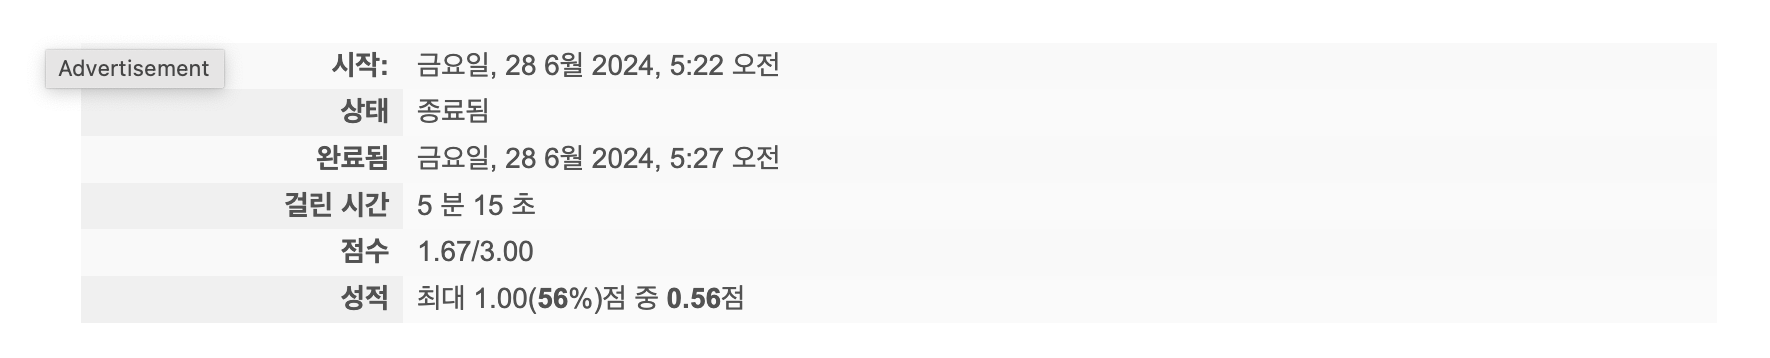 Advertisement
시작: 금요일, 28 6월 2024, 5:22 오전
상태 종료됨
완료됨 금요일, 28 6월 2024, 5:27 오전
걸린 시간 5 분 15 초
점수 1.67/3.00
성적 최대 1.00(56%)점 중 0.56점